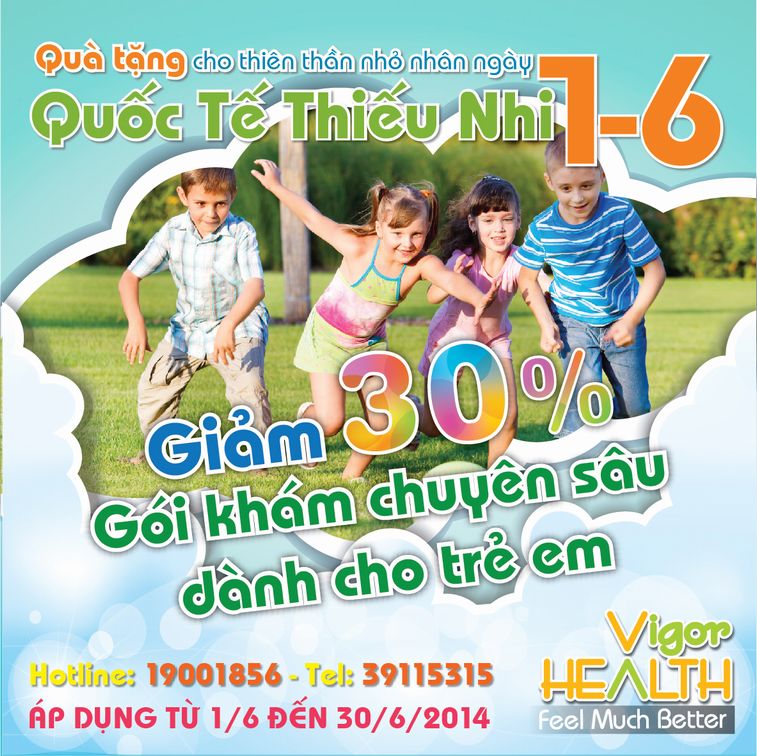 Quà tặng cho thiên thần nhỏ nhân ngày
Quốc Tế Thiếu Nhi 1-6
Giảm 30%
Gói khám chuyên sâu
dành cho trẻ em
Hotline: 19001856 - Tel: 39115315
ÁP DỤNG TỪ 1/6 ĐẾN 30/6/2014
Vigor
HEALTH
Feel Much Better